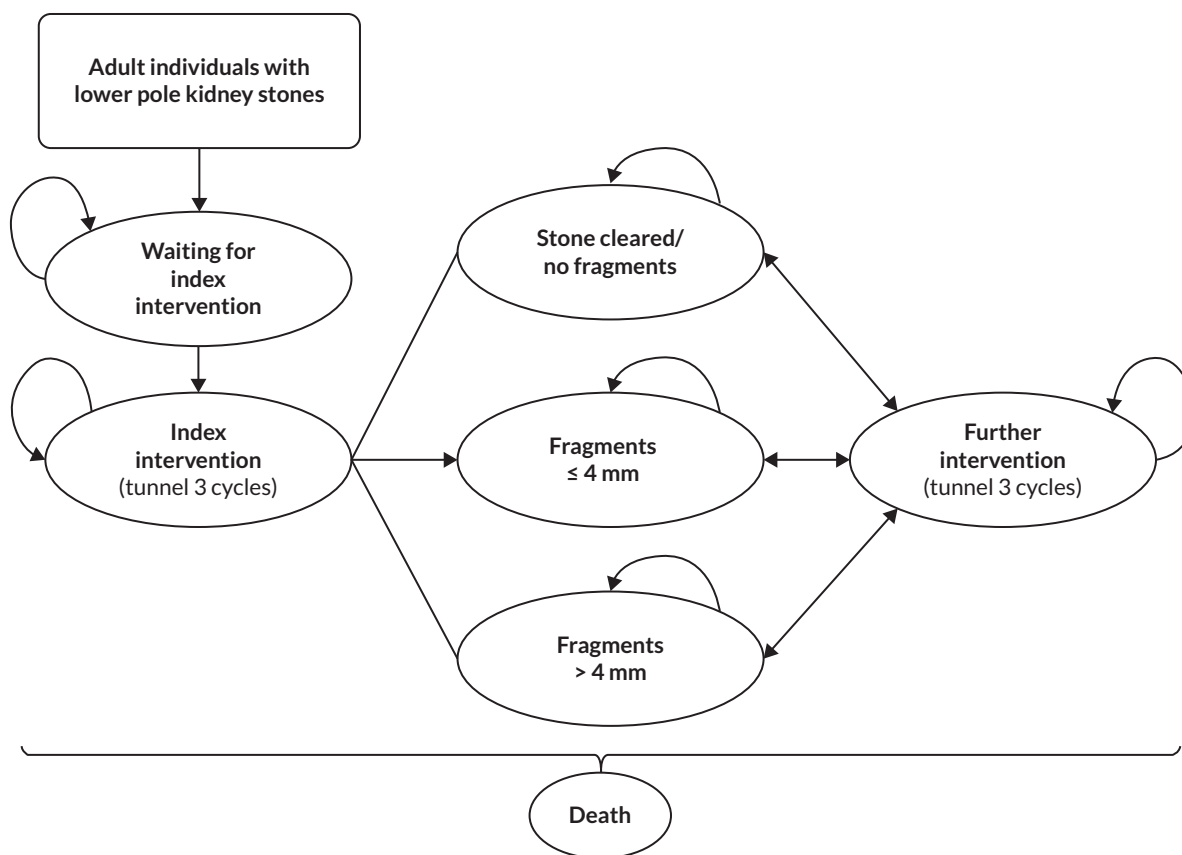 Adult individuals with
lower pole kidney stones
Waiting for
index
intervention
Index
intervention
(tunnel 3 cycles)
Stone cleared/
no fragments
Fragments
≤ 4 mm
Fragments
> 4 mm
Further
intervention
(tunnel 3 cycles)
Death